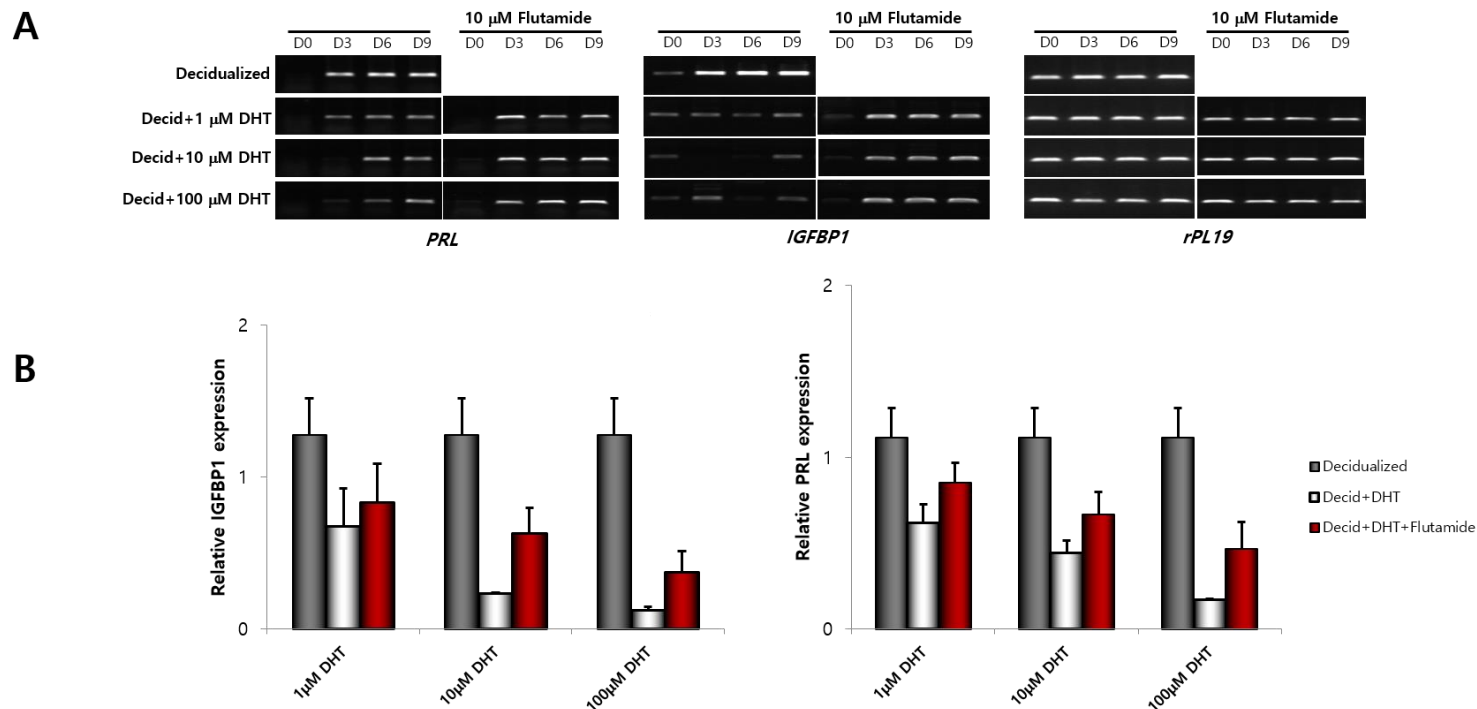 A
10 μM Flutamide
10 μM Flutamide
10 μM Flutamide
D0 D3 D6 D9 D0 D3 D6 D9
D0 D3 D6 D9 D0 D3 D6 D9
D0 D3 D6 D9 D0 D3 D6 D9
Decidualized
Decid+1 μM DHT
Decid+10 μM DHT
Decid+100 μM DHT
PRL
IGFBP1
rPL19
B
Relative IGFBP1 expression
2
1
0
1μM DHT
10μM DHT
100μM DHT
Relative PRL expression
2
1
0
1μM DHT
10μM DHT
100μM DHT
Decidualized
Decid+DHT
Decid+DHT+Flutamide